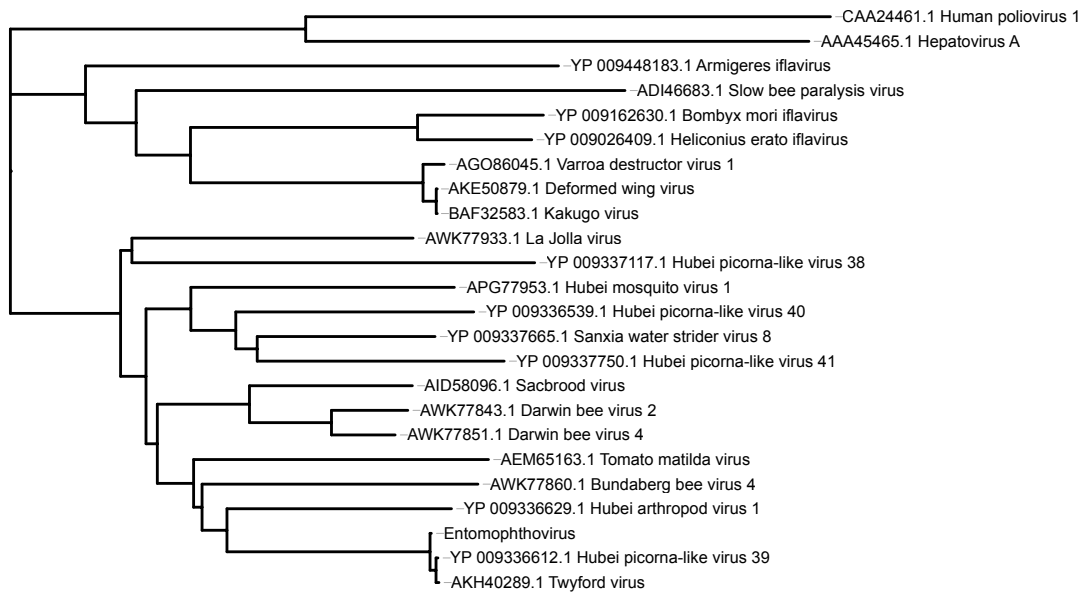 CAA24461.1 Human poliovirus 1
AAA45465.1 Hepatovirus A
YP 009448183.1 Armigeres iflavirus
ADI46683.1 Slow bee paralysis virus
YP 009162630.1 Bombyx mori iflavirus
YP 009026409.1 Heliconius erato iflavirus
AGO86045.1 Varroa destructor virus 1
AKE50879.1 Deformed wing virus
BAF32583.1 Kakugo virus
AWK77933.1 La Jolla virus
YP 009337117.1 Hubei picorna-like virus 38
APG77953.1 Hubei mosquito virus 1
YP 009336539.1 Hubei picorna-like virus 40
YP 009337665.1 Sanxia water strider virus 8
YP 009337750.1 Hubei picorna-like virus 41
AID58096.1 Sacbrood virus
AWK77843.1 Darwin bee virus 2
AWK77851.1 Darwin bee virus 4
AEM65163.1 Tomato matilda virus
AWK77860.1 Bundaberg bee virus 4
YP 009336629.1 Hubei arthropod virus 1
Entomophthovirus
YP 009336612.1 Hubei picorna-like virus 39
AKH40289.1 Twyford virus